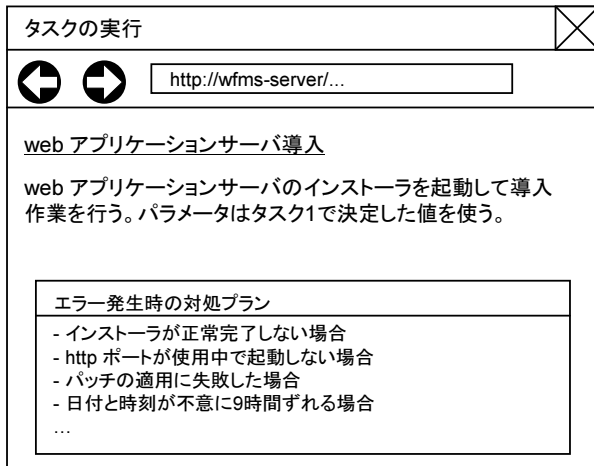 タスクの実行
http://wfms-server/...
web アプリケーションサーバ導入
web アプリケーションサーバのインストーラを起動して導入
作業を行う。パラメータはタスク1で決定した値を使う。
エラー発生時の対処プラン
- インストーラが正常完了しない場合
- http ポートが使用中で起動しない場合
- パッチの適用に失敗した場合
- 日付と時刻が不意に9時間ずれる場合
…